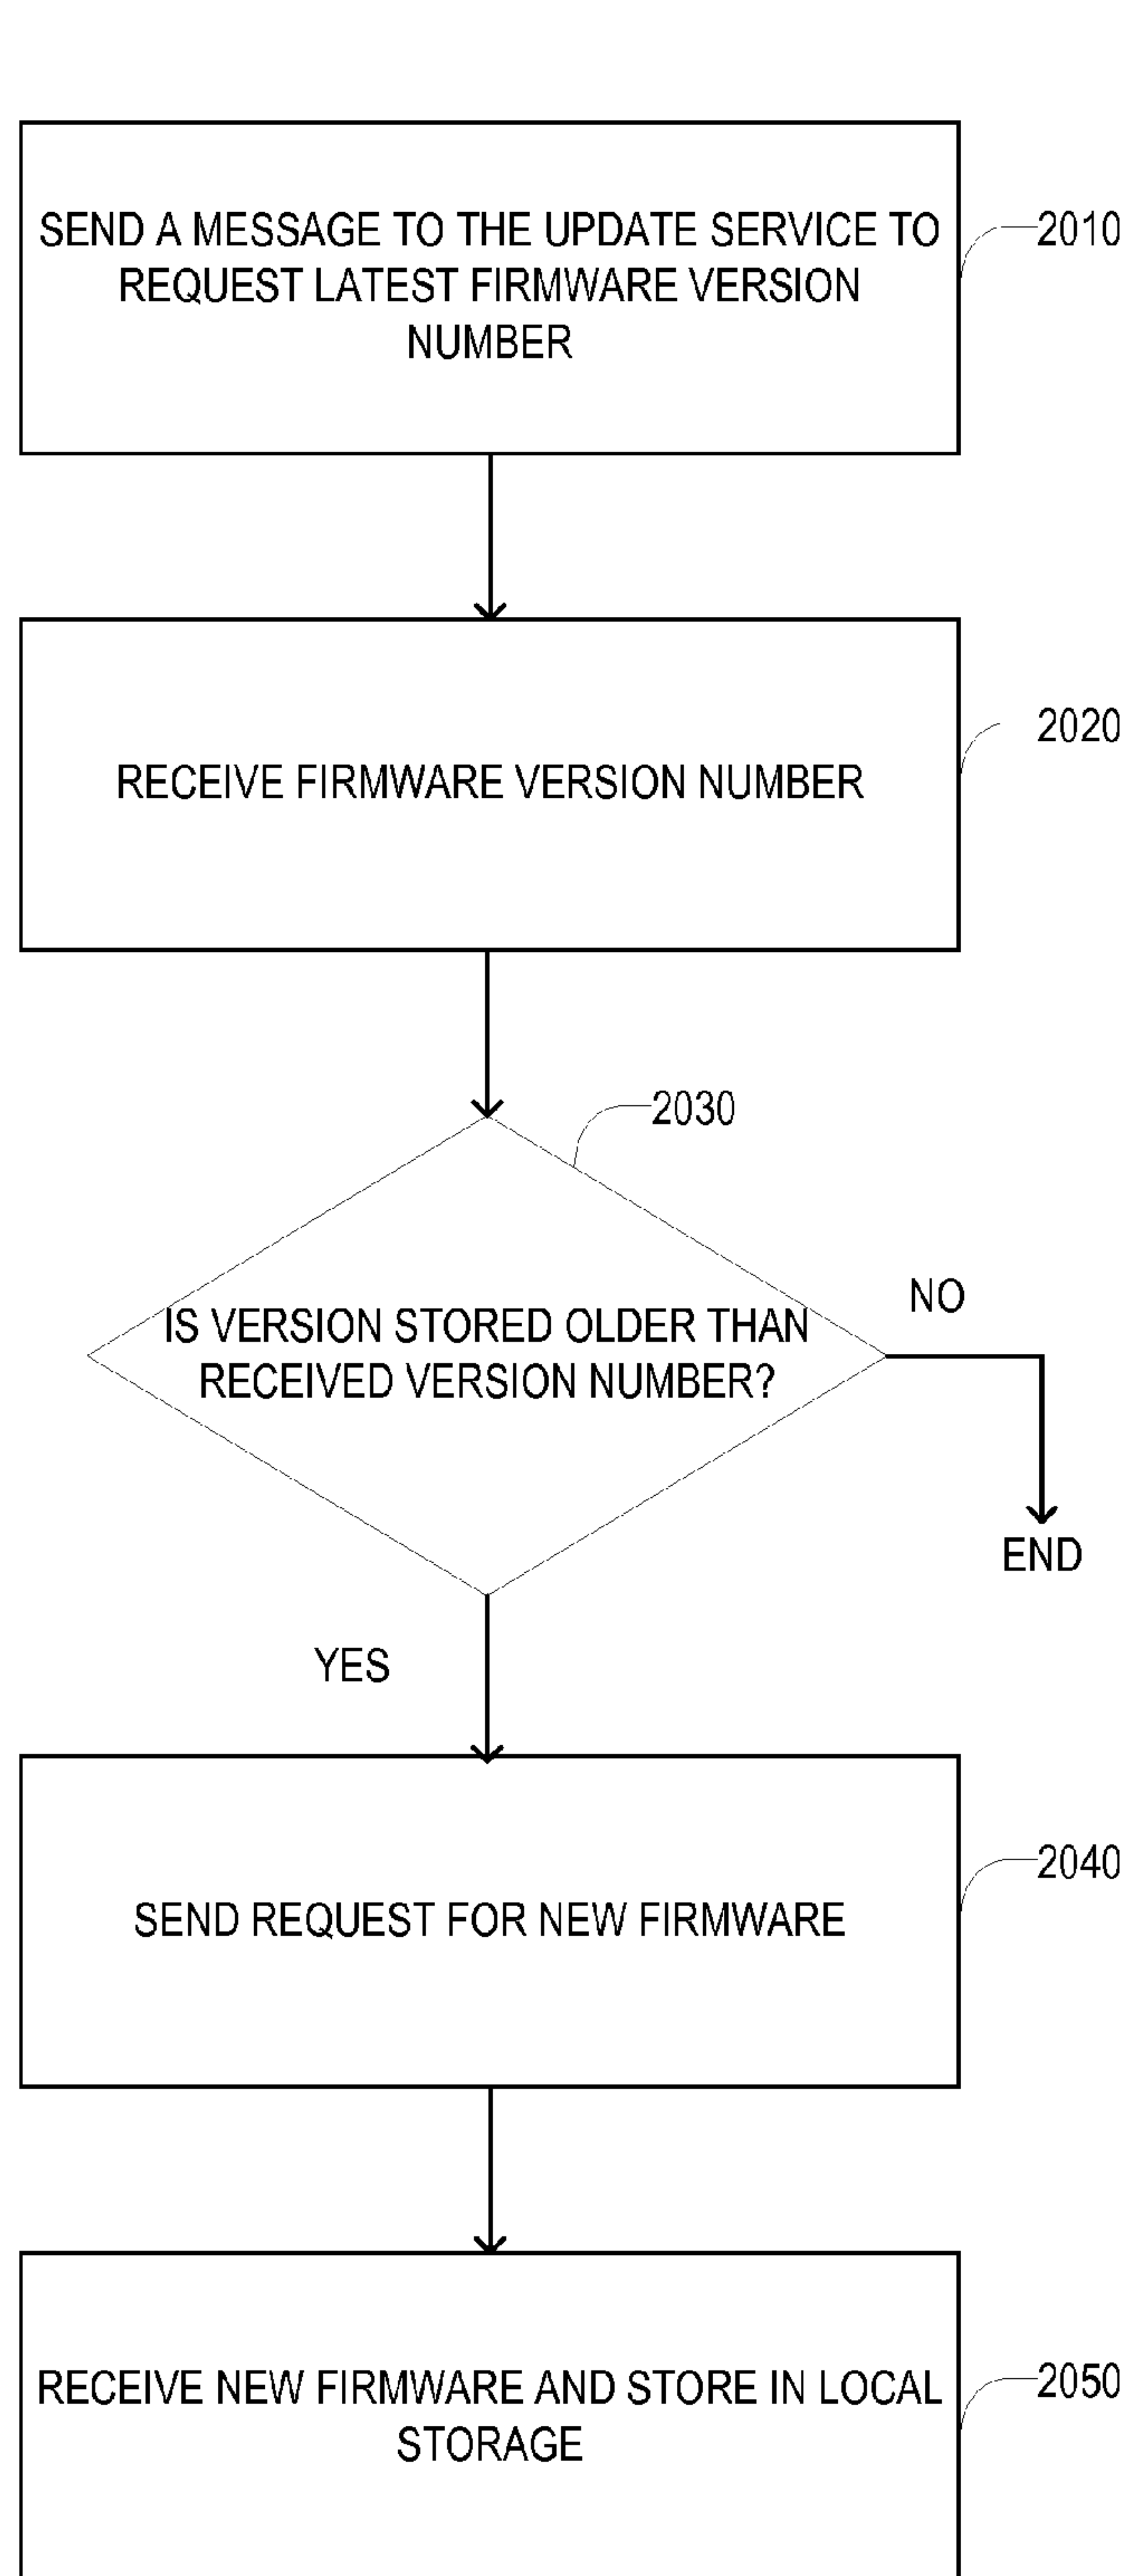 SEND A MESSAGE TO THE UPDATE SERVICE TO
REQUEST LATEST FIRMWARE VERSION
NUMBER
2010
RECEIVE FIRMWARE VERSION NUMBER
2020
2030
IS VERSION STORED OLDER THAN
RECEIVED VERSION NUMBER?
NO
END
YES
SEND REQUEST FOR NEW FIRMWARE
2040
RECEIVE NEW FIRMWARE AND STORE IN LOCAL
STORAGE
2050